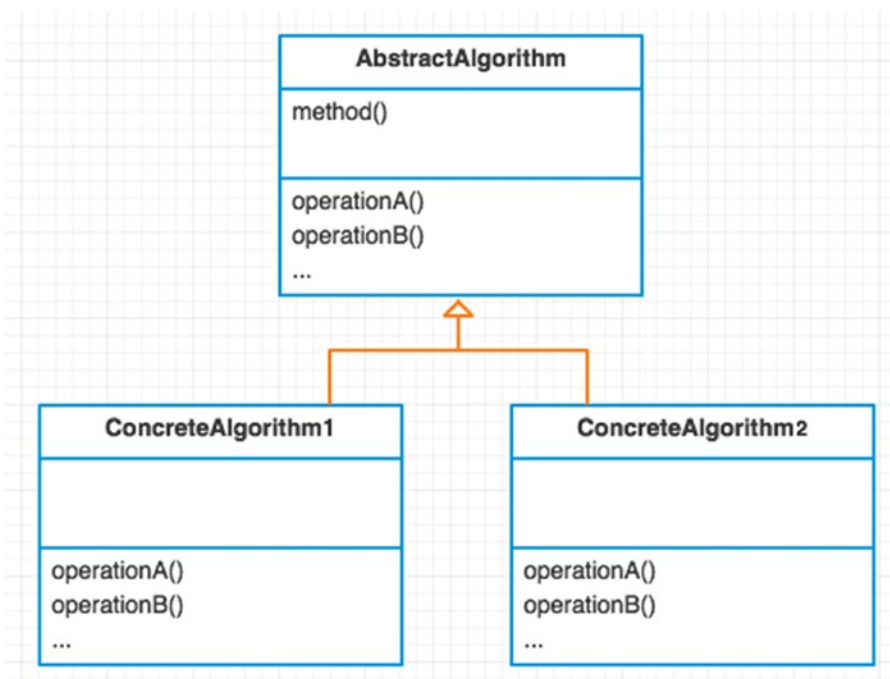 AbstractAlgorithm
method()
operationA()
operationB()
...
ConcreteAlgorithm1
operationA()
operationB()
...
ConcreteAlgorithm2
operationA()
operationB()
...